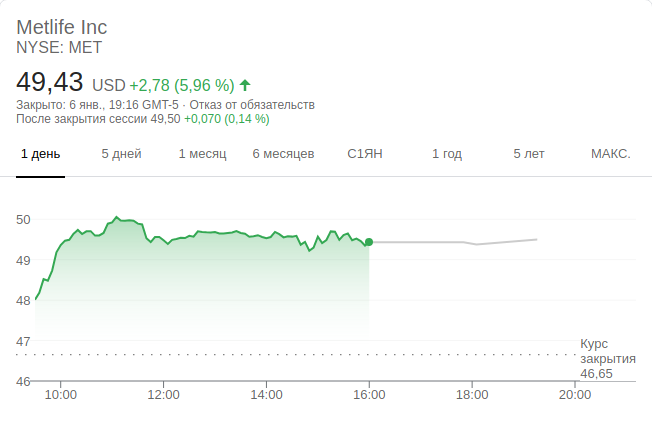 Metlife Inc
NYSE: MET
49,43 USD +2,78 (5,96 %)
Закрыто: 6 янв., 19:16 GMT-5 · Отказ от обязательств
После закрытия сессии 49,50 +0,070 (0,14 %)
1 день 5 дней 1 месяц 6 месяцев С1ЯН 1 год 5 лет МАКС.
50
49
48
47
Курс
закрытия
46,65
46
10:00 12:00 14:00 16:00 18:00 20:00